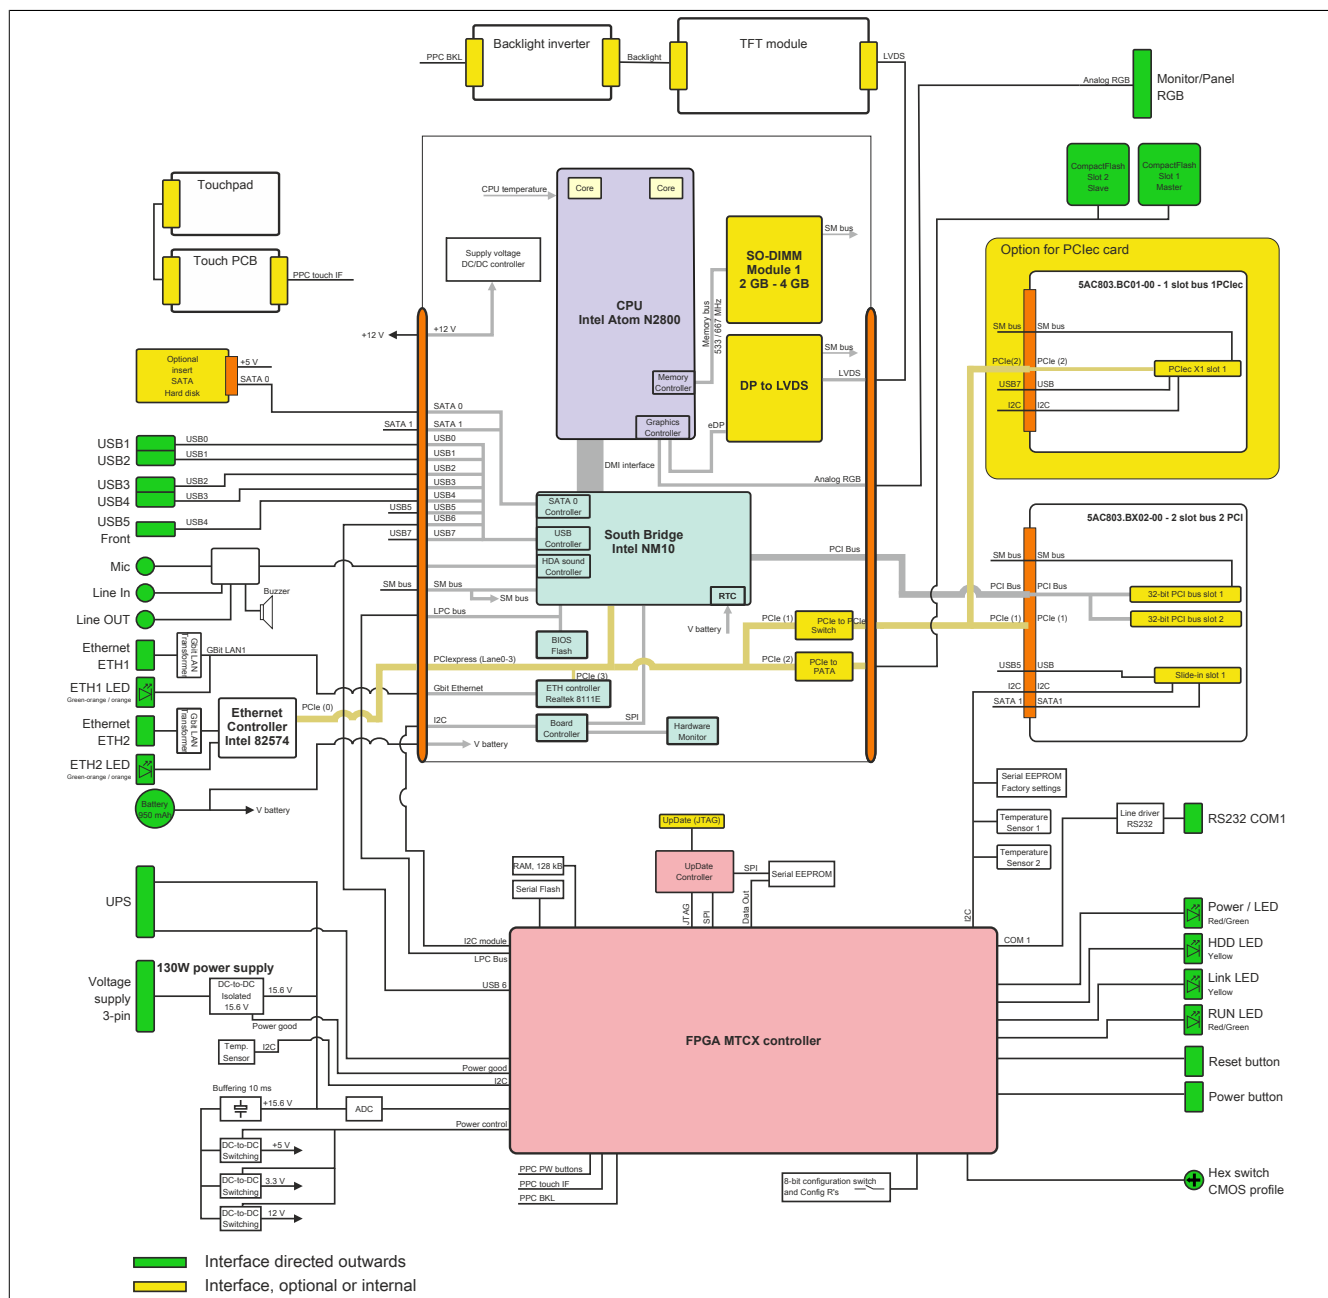 Backlight inverter
TFT module
PPC BKL
Backlight
LVDS
Analog RGB
Monitor/Panel
RGB
CompactFlash
Slot 2
Slave
CompactFlash
Slot 1
Master
Touchpad
Touch PCB
PPC touch IF
CPU temperature
Core
Core
CPU
Intel Atom N2800
Memory
Controller
Graphics
Controller
Supply voltage
DC/DC controller
+12 V
+12 V
Memory bus
533 / 667 MHz
SO-DIMM
Module 1
2 GB - 4 GB
SM bus
DP to LVDS
SM bus
LVDS
eDP
DMI interface
Analog RGB
Option for PCIec card
5AC803.BC01-00 - 1 slot bus 1PCIec
SM bus
SM bus
PCIe(2)
PCIe (2)
PCIec X1 slot 1
USB7
USB
I2C
I2C
Optional
insert
SATA
Hard disk
+5 V
SATA 0
SATA 0
SATA 1
SATA 1
USB1
USB2
USB0
USB1
USB3
USB4
USB2
USB3
USB5
Front
USB4
USB0
USB1
USB2
USB3
USB4
USB5
USB5
USB6
USB7
USB7
SATA 0
Controller
USB
Controller
HDA sound
Controller
South Bridge
Intel NM10
RTC
V battery
PCI Bus
5AC803.BX02-00 - 2 slot bus 2 PCI
SM bus
SM bus
PCI Bus
PCI Bus
32-bit PCI bus slot 1
32-bit PCI bus slot 2
PCIe (1)
PCIe (1)
USB5
USB
Slide-in slot 1
I2C
I2C
SATA 1
SATA1
Mic
Line In
Line OUT
Buzzer
SM bus
SM bus
SM bus
LPC bus
BIOS
Flash
PCIe (1)
PCIe to PCIe
Switch
PCIe (2)
PCIe to
PATA
PCIexpress (Lane0-3)
PCIe (3)
Gbit Ethernet
ETH controller
Realtek 8111E
I2C
Board
Controller
SPI
Hardware
Monitor
V battery
Ethernet
ETH1
Gbit LAN
Transformer
Gbit LAN1
ETH1 LED
Green-orange / orange
Ethernet
ETH2
Gbit LAN
Transformer
Ethernet
Controller
Intel 82574
PCIe (0)
ETH2 LED
Green-orange / orange
Battery
950 mAh
V battery
Serial EEPROM
Factory settings
Temperature
Sensor 1
Temperature
Sensor 2
Line driver
RS232
RS232 COM1
UpDate (JTAG)
UpDate
Controller
SPI
Serial EEPROM
JTAG
SPI
Data Out
RAM, 128 kB
Serial Flash
I2C
COM 1
I2C module
LPC Bus
USB 6
FPGA MTCX controller
UPS
Voltage
supply
3-pin
130W power supply
DC-to-DC
Isolated
15.6 V
15.6 V
Power good
Temp.
Sensor
I2C
Power good
I2C
Buffering 10 ms
+15.6 V
ADC
Power control
DC-to-DC
Switching
+5 V
DC-to-DC
Switching
3.3 V
DC-to-DC
Switching
12 V
PPC PW buttons
PPC touch IF
PPC BKL
8-bit configuration switch
and Config R's
Power / LED
Red/Green
HDD LED
Yellow
Link LED
Yellow
RUN LED
Red/Green
Reset button
Power button
Hex switch
CMOS profile
Interface directed outwards
Interface, optional or internal